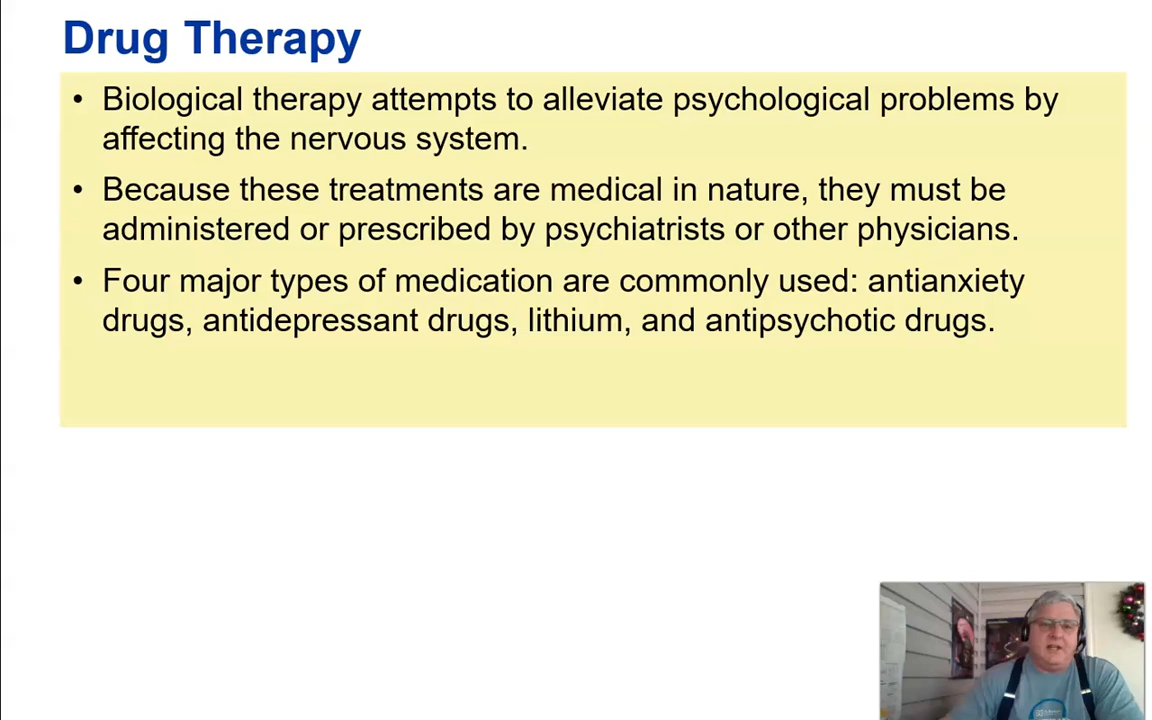 Drug Therapy
• Biological therapy attempts to alleviate psychological problems by
affecting the nervous system.
• Because these treatments are medical in nature, they must be
administered or prescribed by psychiatrists or other physicians.
• Four major types of medication are commonly used: antianxiety
drugs, antidepressant drugs, lithium, and antipsychotic drugs.